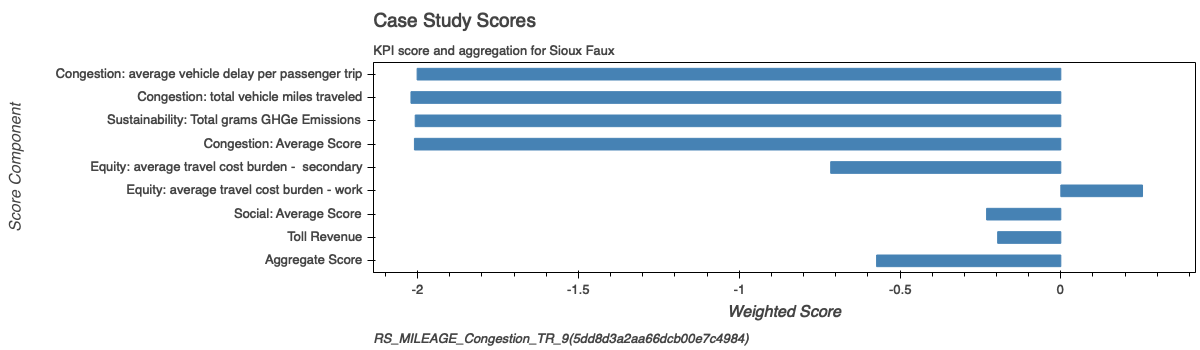 Case Study Scores
KPI score and aggregation for Sioux Faux
Score Component
Congestion: average vehicle delay per passenger trip
Congestion: total vehicle miles traveled
Sustainability: Total grams GHGe Emissions
Congestion: Average Score
Equity: average travel cost burden -  secondary
Equity: average travel cost burden - work
Social: Average Score
Toll Revenue
Aggregate Score
-2 -1.5 -1 -0.5 0
Weighted Score
RS_MILEAGE_Congestion_TR_9(5dd8d3a2aa66dcb00e7c4984)